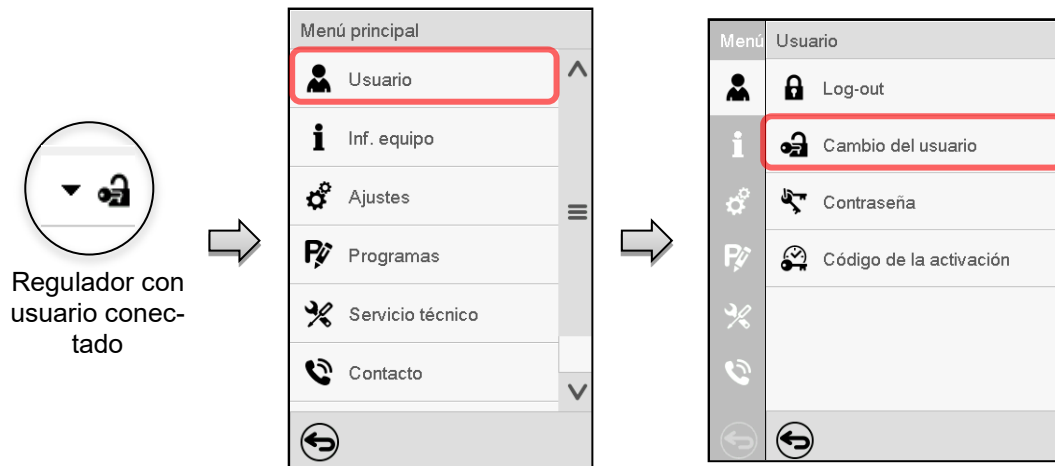 Regulador con
usuario conec-
tado
Menú principal
Usuario
Inf. equipo
Ajustes
Programas
Servicio técnico
Contacto
Menú
Usuario
Log-out
Cambio del usuario
Contraseña
Código de la activación